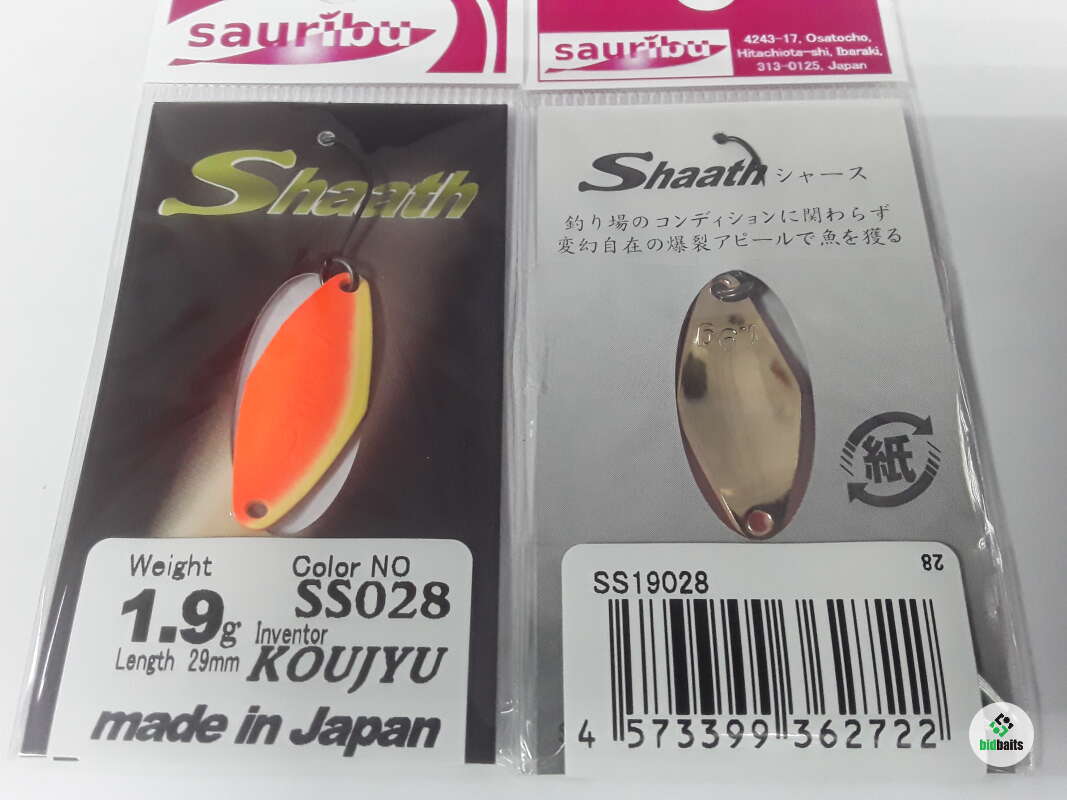 sauribu
Shaath
Weight
1.9g
Length 29mm
Color NO
SS028
Inventor
KOUJYU
made in Japan
sauribu
4243-17, Osatocho,
Hitachiota-shi, Ibaraki,
313-0125, Japan
Shaath シャース
釣り場のコンディションに関わらず
変幻自在の爆裂アピールで魚を獲る
1.9g
紙
28
SS19028
4 573399 362722
bidbaits